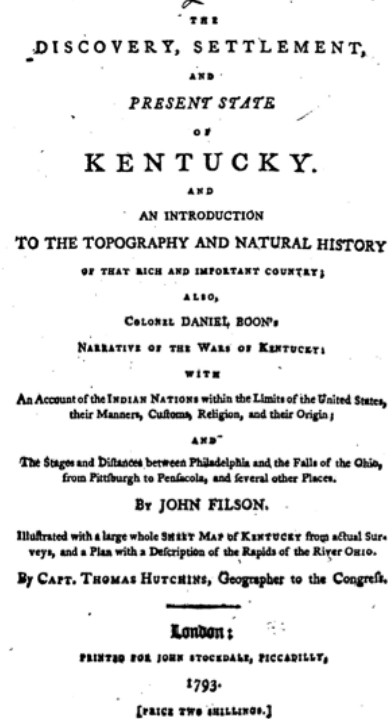 THE
DISCOVERY, SETTLEMENT,
AND
PRESENT STATE
OF
KENTUCKY.
AND
AN INTRODUCTION
TO THE TOPOGRAPHY AND NATURAL HISTORY
OF THAT RICH AND IMPORTANT COUNTRY;
ALSO,
COLONEL DANIEL BOON's
NARRATIVE OF THE WARS OF KENTUCKY:
WITH
An Account of the INDIAN NATIONS within the Limits of the United States,
their Manners, Cuſtoms, Religion, and their Origin;
AND
The Stages and Diſtances between Philadelphia and the Falls of the Ohio,
from Pittſburgh to Penſacola, and ſeveral other Places.
By JOHN FILSON.
Illuſtrated with a large whole SHEET MAP of KENTUCKY from actual Sur-
veys, and a Plan with a Deſcription of the Rapids of the River OHIO.
By CAPT. THOMAS HUTCHINS, Geographer to the Congreſs.
London:
PRINTED FOR JOHN STOCKDALE, PICCADILLY,
1793.
[PRICE TWO SHILLINGS.]